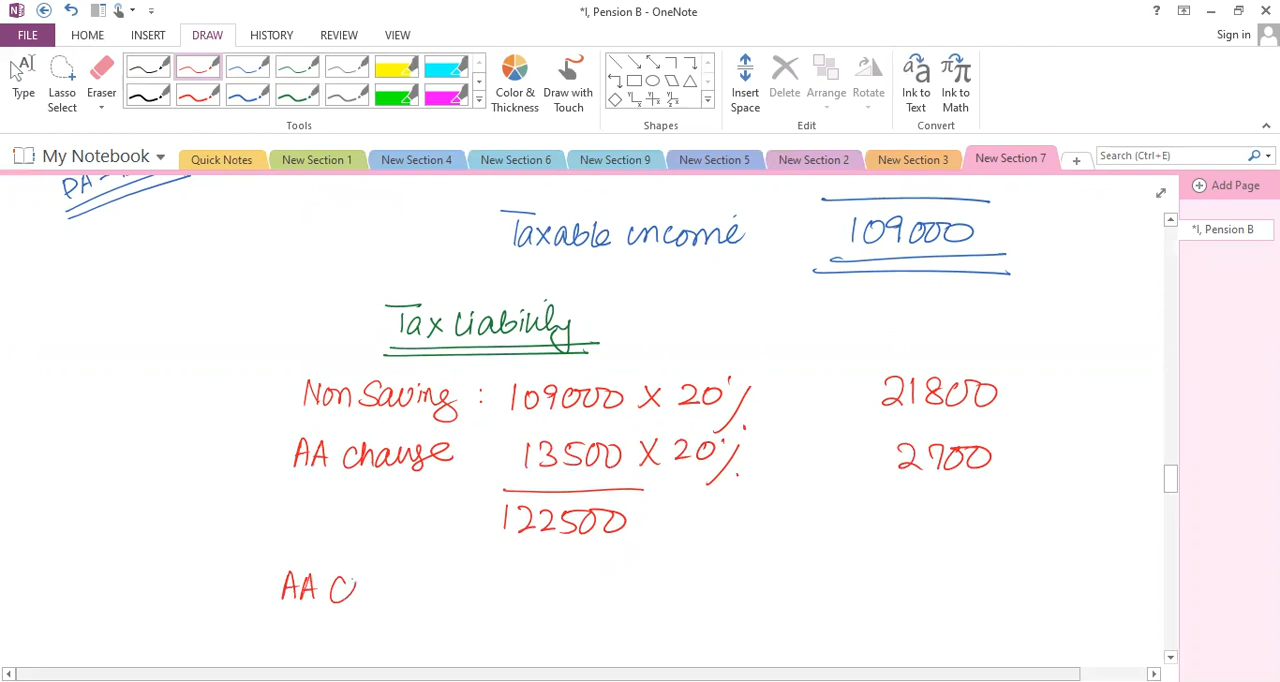 *I, Pension B - OneNote
?
FILE HOME INSERT DRAW HISTORY REVIEW VIEW
Sign in
Type
Lasso Select
Eraser
Color & Thickness
Draw with Touch
Insert Space
Delete
Arrange
Rotate
Ink to Text
Ink to Math
Tools
Shapes
Edit
Convert
My Notebook
Quick Notes
New Section 1
New Section 4
New Section 6
New Section 9
New Section 5
New Section 2
New Section 3
New Section 7
Search (Ctrl+E)
Add Page
*I, Pension B
Taxable income 109000
Tax Liability
Non Saving : 109000 X 20% 21800
AA charge 13500 X 20% 2700
122500
AA C